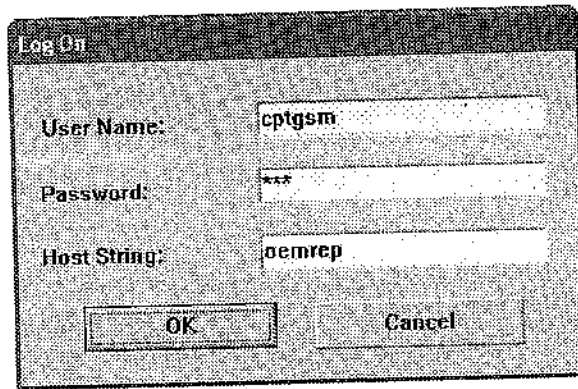 Log On
User Name: cptgsm
Password: ***
Host String: oemrep
OK Cancel